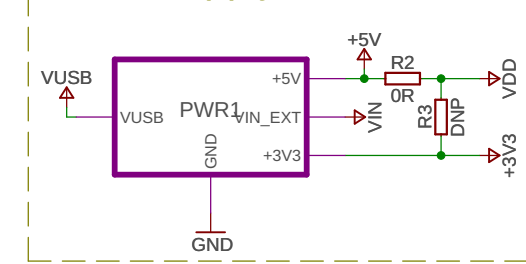 +5V
R2
VUSB
+5V
0R
VDD
VUSB
PWR1
VIN_EXT
VIN
R3
DNP
GND
+3V3
+3V3
GND